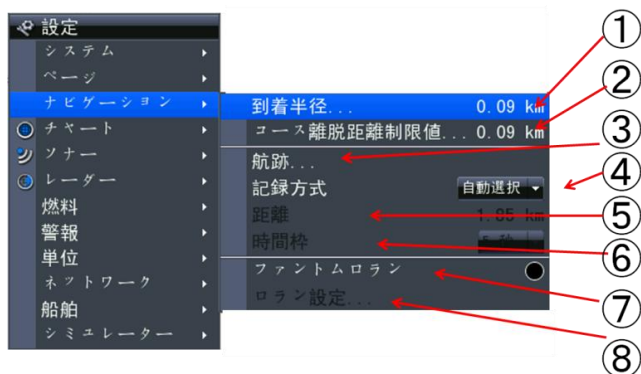 設定
システム
ページ
ナビゲーション
チャート
ソナー
レーダー
燃料
警報
単位
ネットワーク
船舶
シミュレーター
到着半径... 0.09 km
コース離脱距離制限値... 0.09 km
航跡...
記録方式 自動選択
距離 1.85 km
時間枠 5 秒
ファントムロラン
ロラン設定...
①
②
③
④
⑤
⑥
⑦
⑧